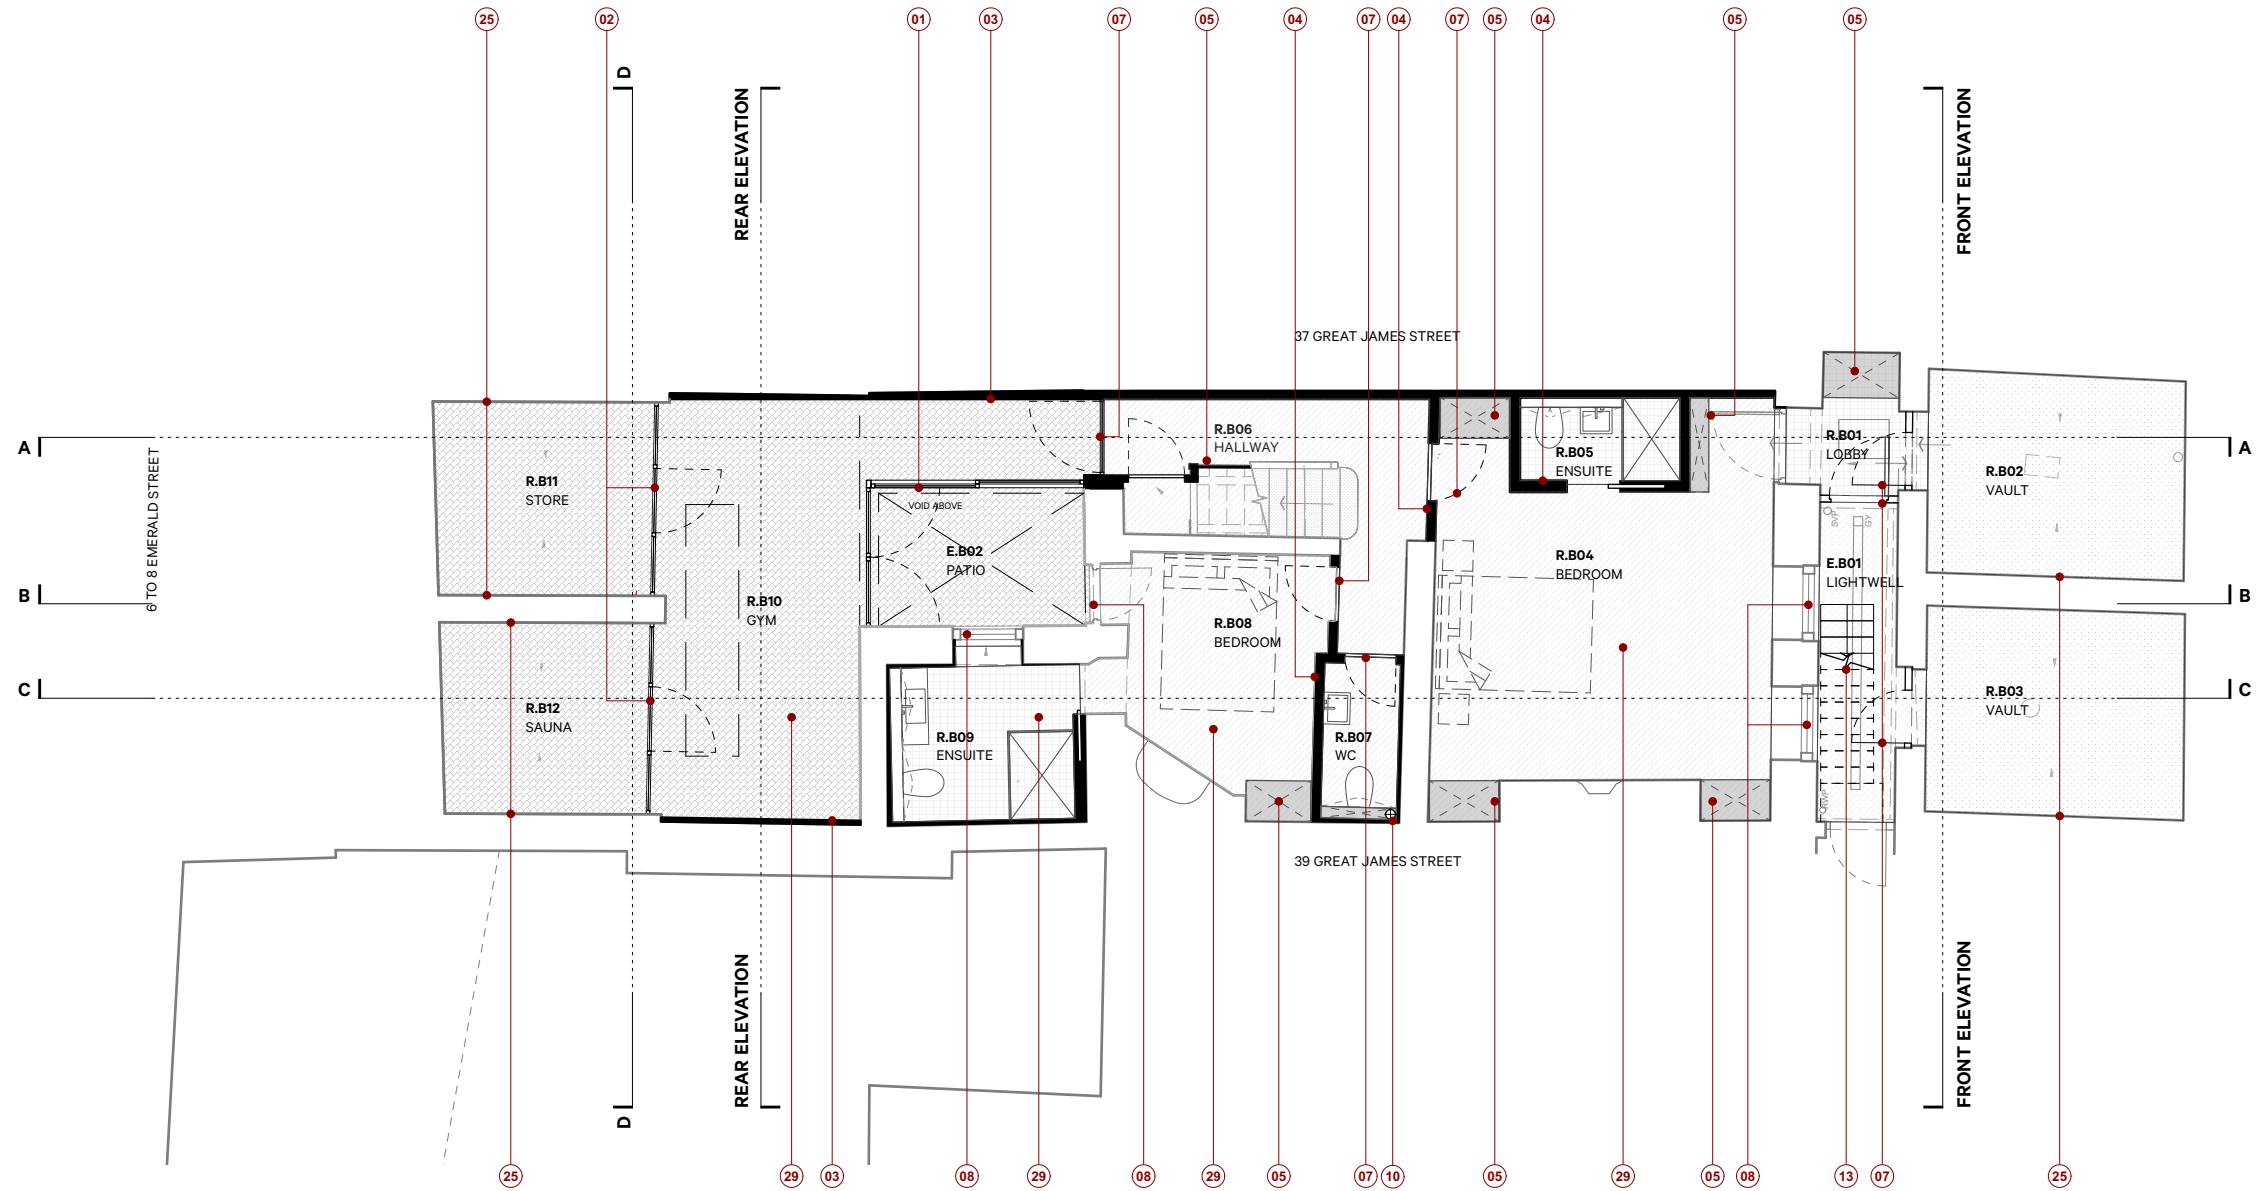 25
02
01
03
07
05
04
07
04
07
05
04
05
05
D
REAR ELEVATION
FRONT ELEVATION
37 GREAT JAMES STREET
A
A
6 TO 8 EMERALD STREET
R.B11
STORE
R.B06
HALLWAY
R.B05
ENSUITE
R.B01
LOBBY
R.B02
VAULT
VOID ABOVE
SVP
GY
E.B02
PATIO
R.B04
BEDROOM
E.B01
LIGHTWELL
B
B
R.B10
GYM
R.B08
BEDROOM
C
C
R.B12
SAUNA
R.B09
ENSUITE
R.B07
WC
R.B03
VAULT
RWP
39 GREAT JAMES STREET
REAR ELEVATION
FRONT ELEVATION
D
25
29
03
08
29
08
29
05
07
10
05
29
05
08
13
07
25